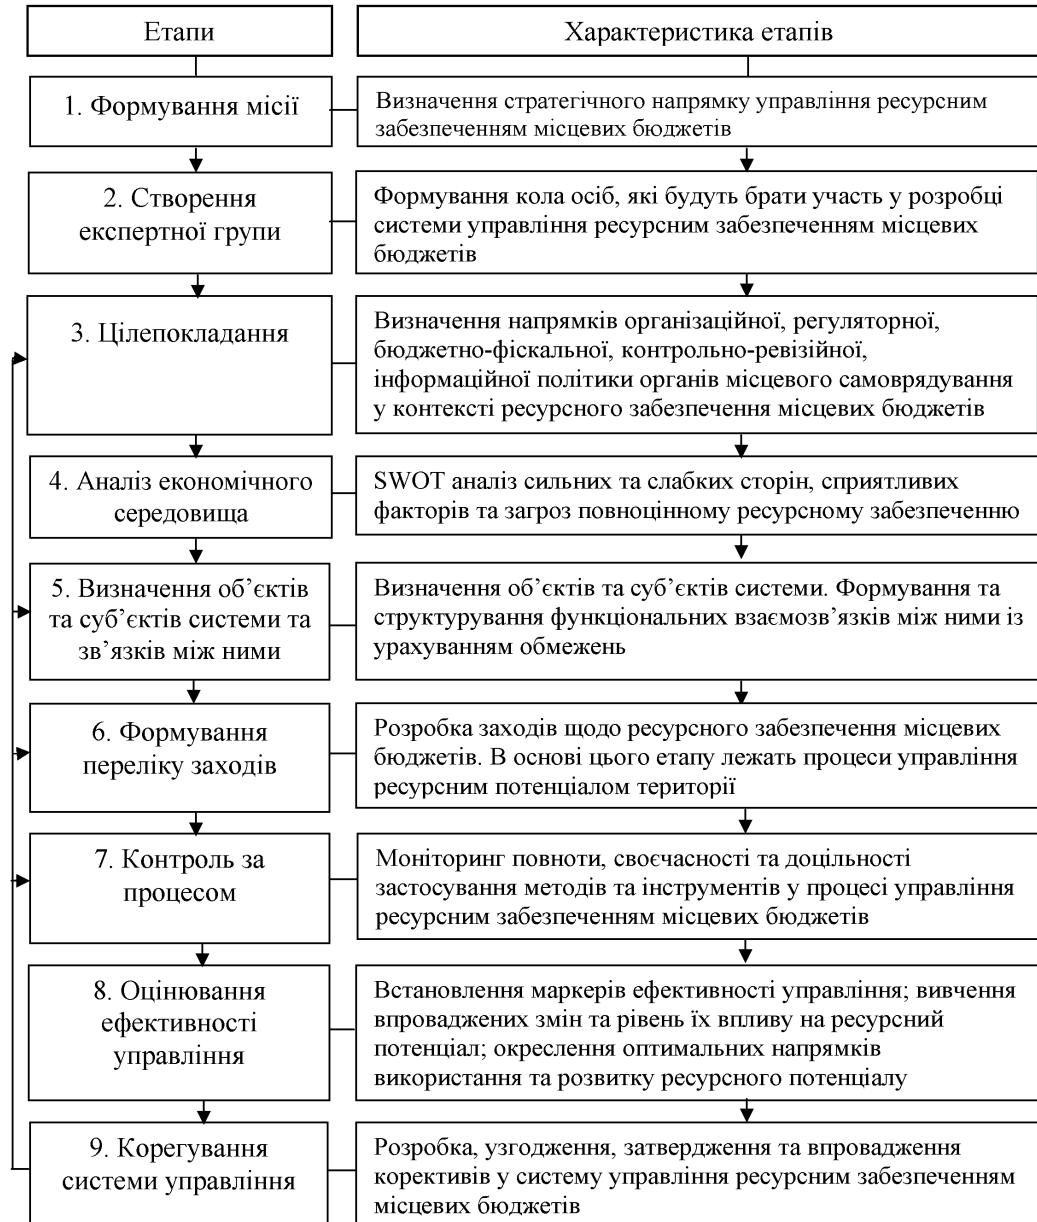 Етапи
Характеристика етапів
1. Формування місії
Визначення стратегічного напрямку управління ресурсним
забезпеченням місцевих бюджетів
2. Створення
експертної групи
Формування кола осіб, які будуть брати участь у розробці
системи управління ресурсним забезпеченням місцевих
бюджетів
3. Цілепокладання
Визначення напрямків організаційної, регуляторної,
бюджетно-фіскальної, контрольно-ревізійної,
інформаційної політики органів місцевого самоврядування
у контексті ресурсного забезпечення місцевих бюджетів
4. Аналіз економічного
середовища
SWOT аналіз сильних та слабких сторін, сприятливих
факторів та загроз повноцінному ресурсному забезпеченню
5. Визначення об’єктів
та суб’єктів системи та
зв’язків між ними
Визначення об’єктів та суб’єктів системи. Формування та
структурування функціональних взаємозв’язків між ними із
урахуванням обмежень
6. Формування
переліку заходів
Розробка заходів щодо ресурсного забезпечення місцевих
бюджетів. В основі цього етапу лежать процеси управління
ресурсним потенціалом території
7. Контроль за
процесом
Моніторинг повноти, своєчасності та доцільності
застосування методів та інструментів у процесі управління
ресурсним забезпеченням місцевих бюджетів
8. Оцінювання
ефективності
управління
Встановлення маркерів ефективності управління; вивчення
впроваджених змін та рівень їх впливу на ресурсний
потенціал; окреслення оптимальних напрямків
використання та розвитку ресурсного потенціалу
9. Корегування
системи управління
Розробка, узгодження, затвердження та впровадження
корективів у систему управління ресурсним забезпеченням
місцевих бюджетів